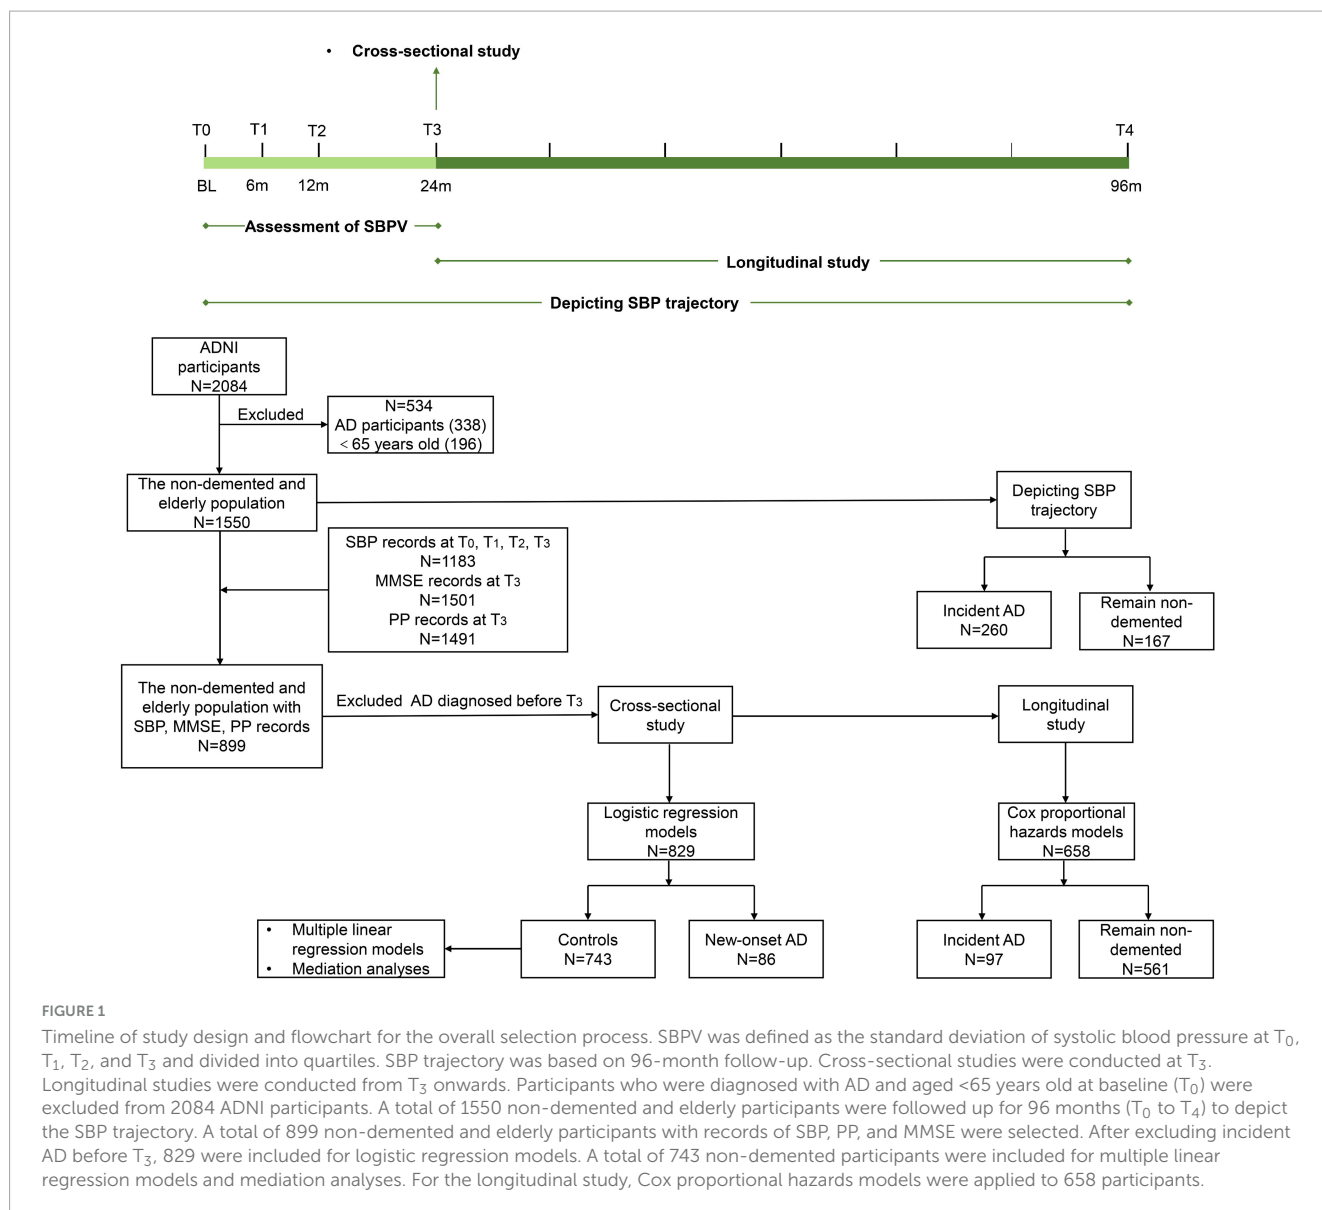 • Cross-sectional study
T0 T1 T2 T3 T4
BL 6m 12m 24m 96m
Assessment of SBPV
Longitudinal study
Depicting SBP trajectory
ADNI
participants
N=2084
Excluded
N=534
AD participants (338)
< 65 years old (196)
The non-demented and
elderly population
N=1550
Depicting SBP
trajectory
SBP records at T0, T1, T2, T3
N=1183
MMSE records at T3
N=1501
PP records at T3
N=1491
Incident AD
N=260
Remain non-
demented
N=167
The non-demented and
elderly population with
SBP, MMSE, PP records
N=899
Excluded AD diagnosed before T3
Cross-sectional
study
Longitudinal
study
Logistic regression
models
N=829
Cox proportional
hazards models
N=658
• Multiple linear
regression models
• Mediation analyses
Controls
N=743
New-onset AD
N=86
Incident AD
N=97
Remain non-
demented
N=561
FIGURE 1
Timeline of study design and flowchart for the overall selection process. SBPV was defined as the standard deviation of systolic blood pressure at T0,
T1, T2, and T3 and divided into quartiles. SBP trajectory was based on 96-month follow-up. Cross-sectional studies were conducted at T3.
Longitudinal studies were conducted from T3 onwards. Participants who were diagnosed with AD and aged <65 years old at baseline (T0) were
excluded from 2084 ADNI participants. A total of 1550 non-demented and elderly participants were followed up for 96 months (T0 to T4) to depict
the SBP trajectory. A total of 899 non-demented and elderly participants with records of SBP, PP, and MMSE were selected. After excluding incident
AD before T3, 829 were included for logistic regression models. A total of 743 non-demented participants were included for multiple linear
regression models and mediation analyses. For the longitudinal study, Cox proportional hazards models were applied to 658 participants.